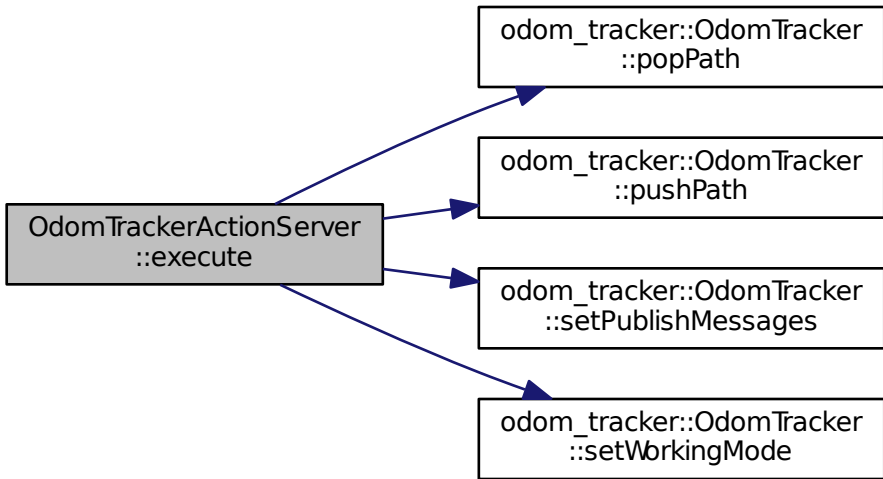 OdomTrackerActionServer
::execute
odom_tracker::OdomTracker
::popPath
odom_tracker::OdomTracker
::pushPath
odom_tracker::OdomTracker
::setPublishMessages
odom_tracker::OdomTracker
::setWorkingMode